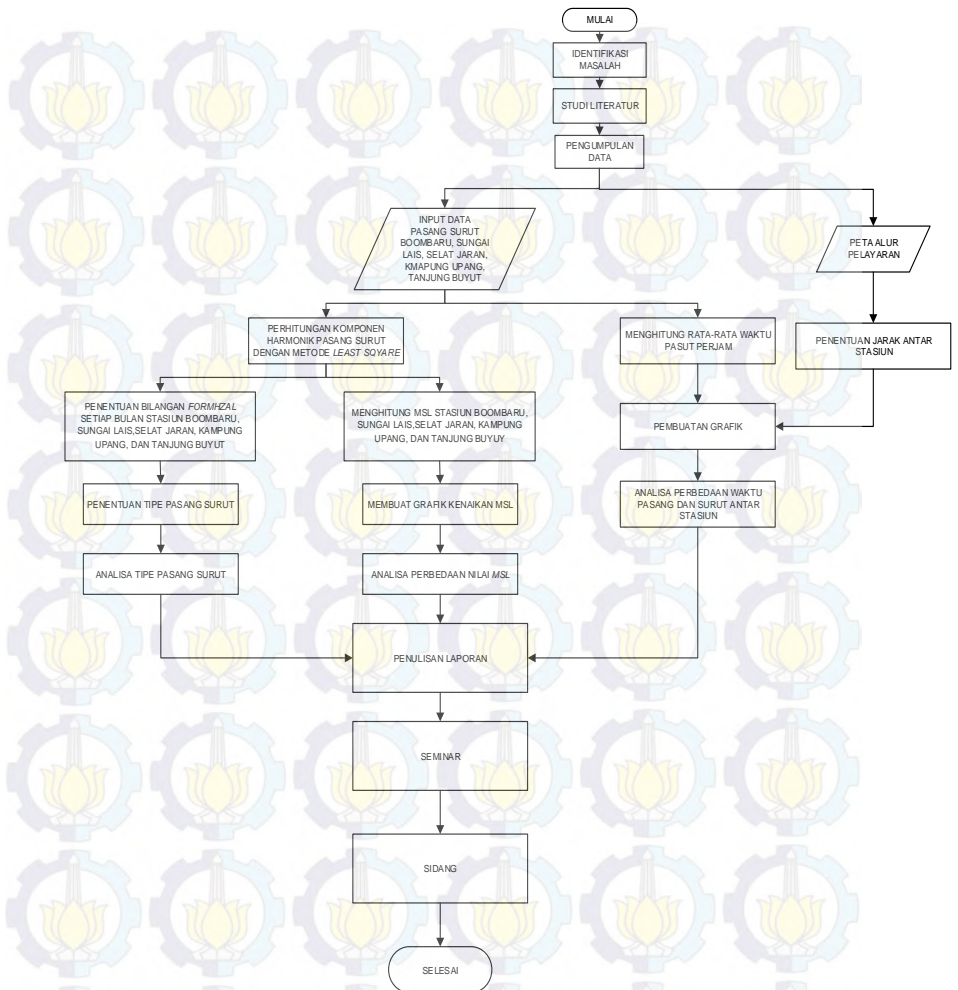 MULAI
IDENTIFIKASI
MASALAH
STUDI LITERATUR
PENGUMPULAN
DATA
INPUT DATA
PASANG SURUT
BOOMBARU, SUNGAI
LAIS, SELAT JARAN,
KMAPUNG UPANG,
TANJUNG BUYUT
PETA ALUR
PELAYARAN
PERHITUNGAN KOMPONEN
HARMONIK PASANG SURUT
DENGAN METODE LEAST SQYARE
MENGHITUNG RATA-RATA WAKTU
PASUT PERJAM
PENENTUAN JARAK ANTAR
STASIUN
PENENTUAN BILANGAN FORMHZAL
SETIAP BULAN STASIUN BOOMBARU,
SUNGAI LAIS,SELAT JARAN, KAMPUNG
UPANG, DAN TANJUNG BUYUT
MENGHITUNG MSL STASIUN BOOMBARU,
SUNGAI LAIS,SELAT JARAN, KAMPUNG
UPANG, DAN TANJUNG BUYUY
PEMBUATAN GRAFIK
PENENTUAN TIPE PASANG SURUT
MEMBUAT GRAFIK KENAIKAN MSL
ANALISA PERBEDAAN WAKTU
PASANG DAN SURUT ANTAR
STASIUN
ANALISA TIPE PASANG SURUT
ANALISA PERBEDAAN NILAI MSL
PENULISAN LAPORAN
SEMINAR
SIDANG
SELESAI